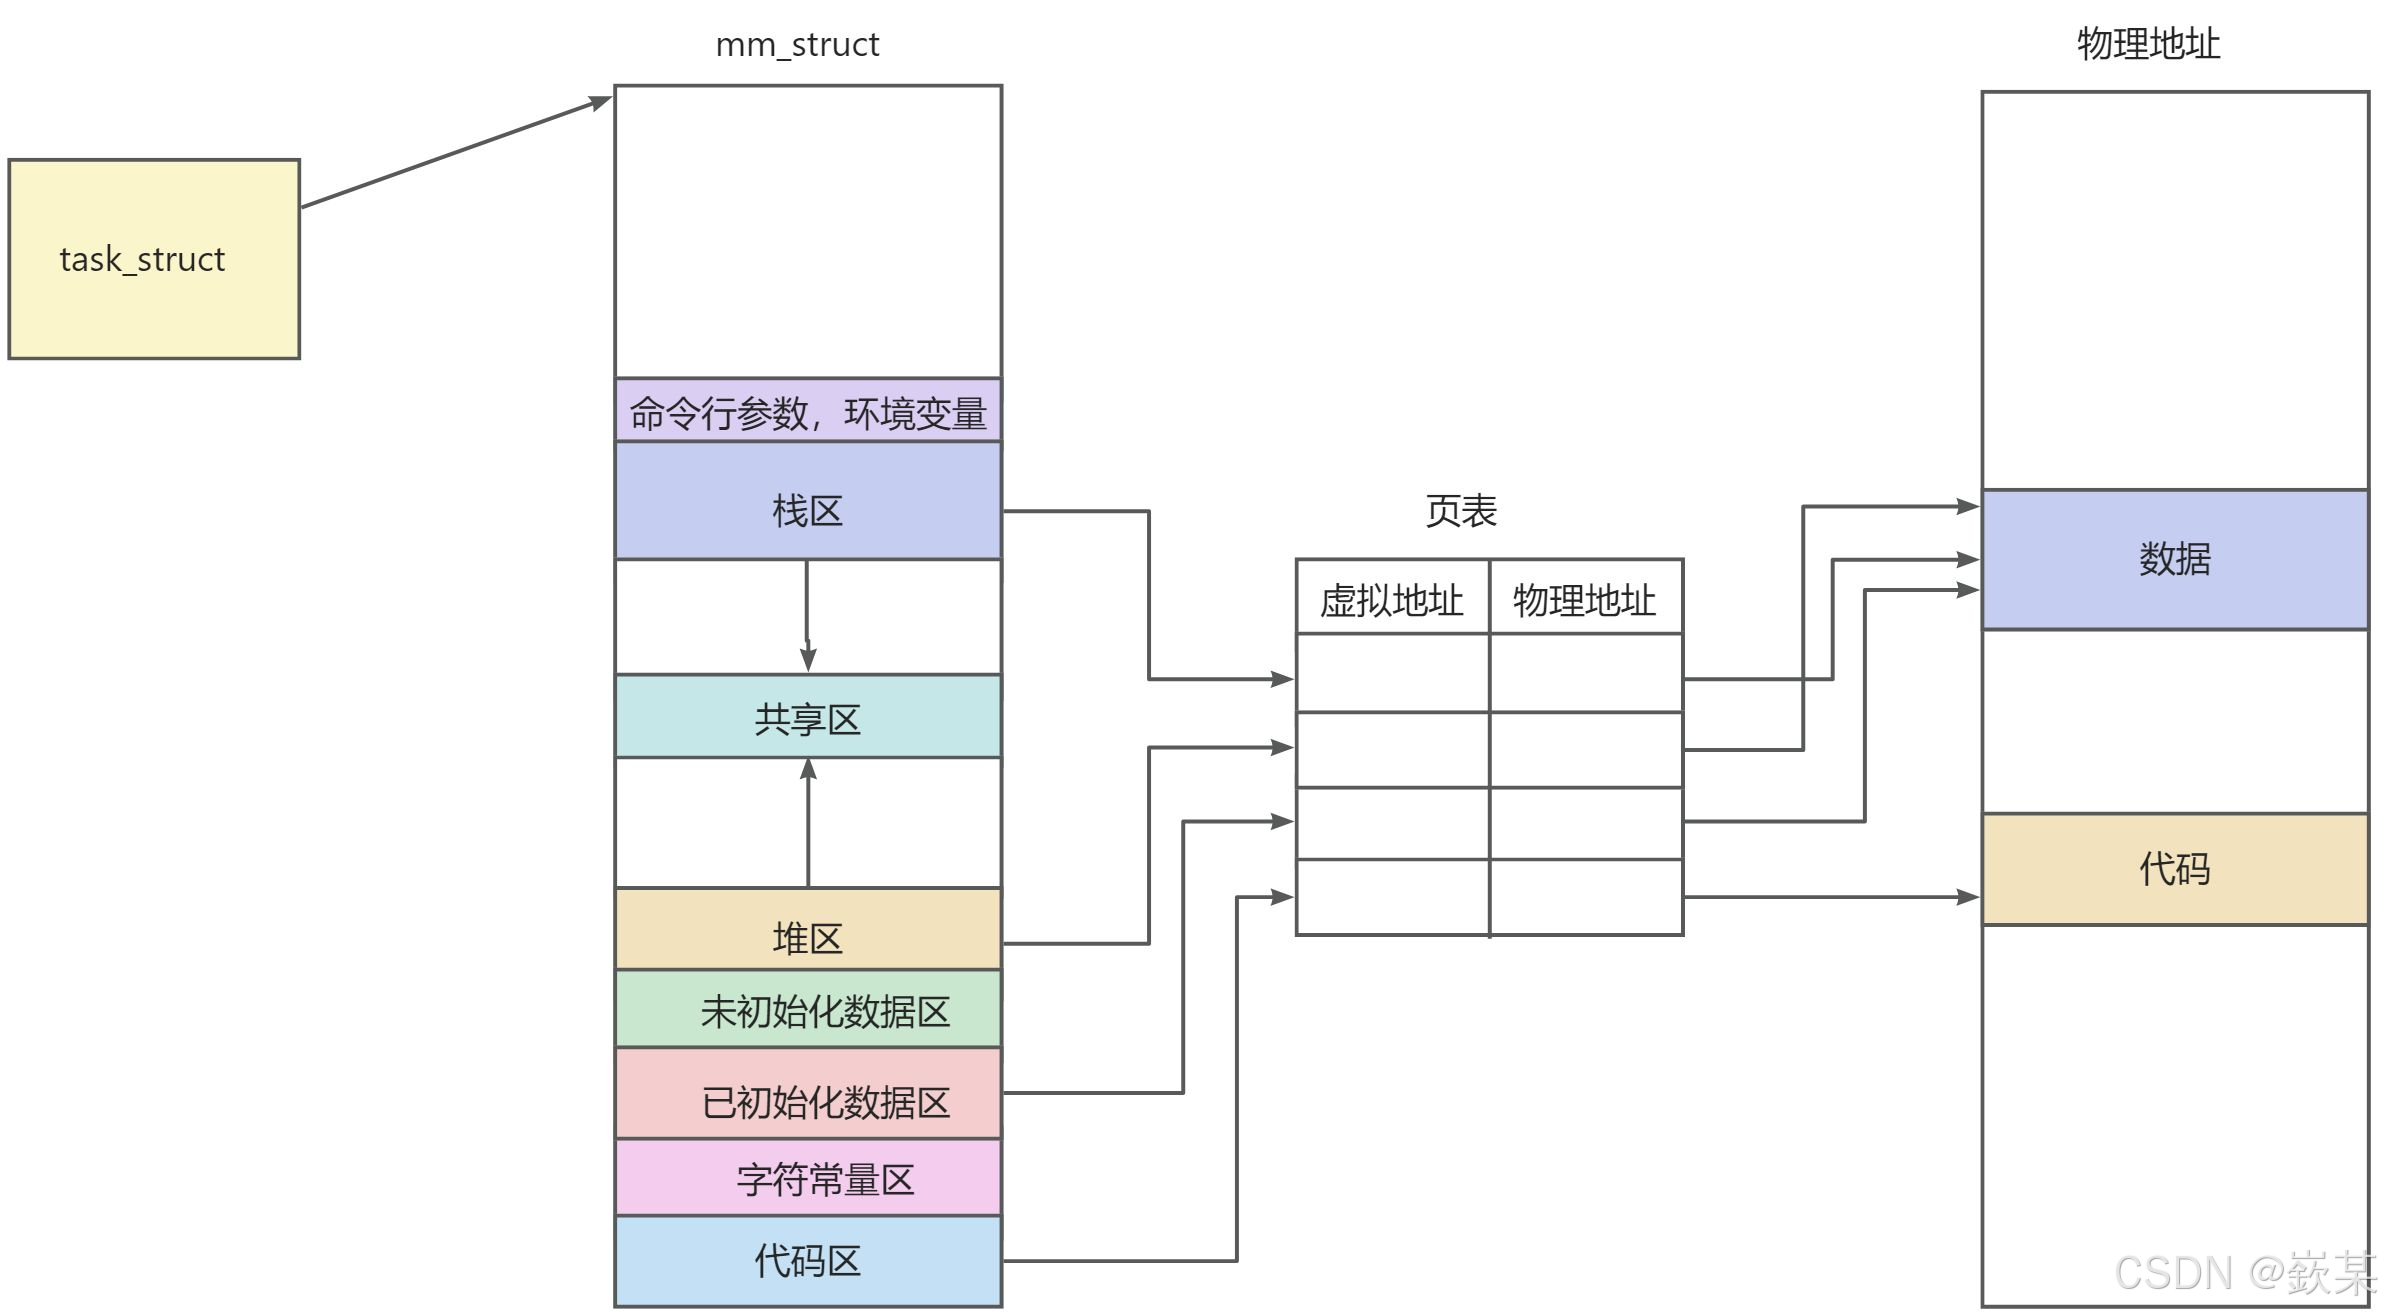 mm_struct
物理地址
task_struct
命令行参数，环境变量
栈区
页表
数据
虚拟地址
物理地址
共享区
代码
堆区
未初始化数据区
已初始化数据区
字符常量区
代码区
CSDN @嵚某